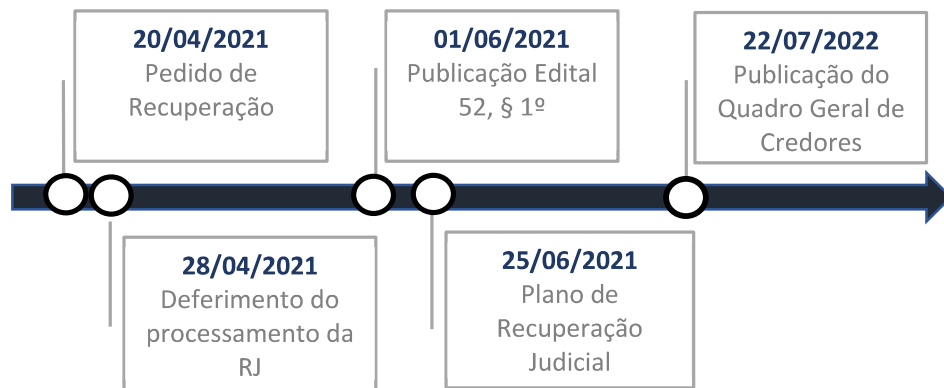 20/04/2021
Pedido de
Recuperação
01/06/2021
Publicação Edital
52, § 1º
22/07/2022
Publicação do
Quadro Geral de
Credores
28/04/2021
Deferimento do
processamento da
RJ
25/06/2021
Plano de
Recuperação
Judicial